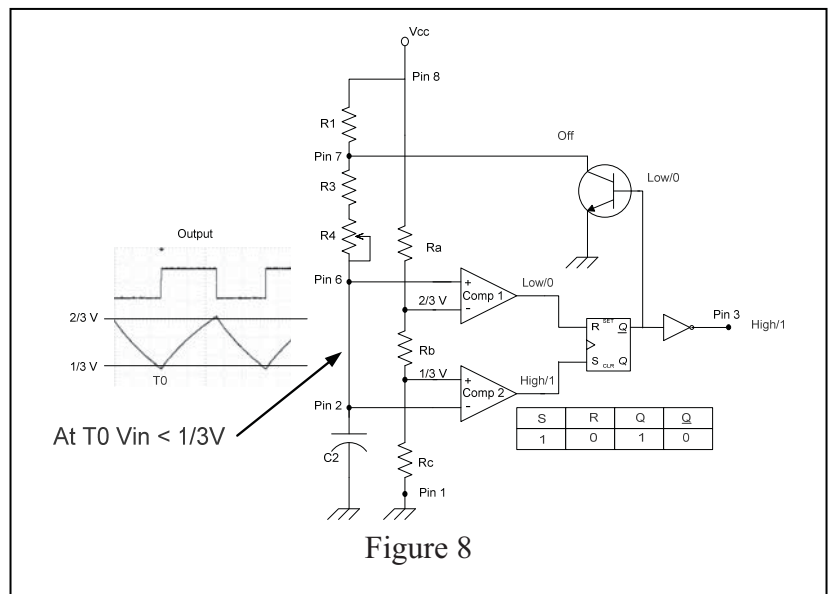 Vcc
Pin 8
R1
Off
Pin 7
Low/0
R3
Output
R4
Ra
Pin 6
+
Comp 1
-
Low/0
2/3 V
2/3 V
R SET Q
Pin 3
High/1
Rb
S CLR Q
1/3 V
1/3 V
+
Comp 2
-
High/1
T0
Pin 2
S R Q Q
1 0 1 0
At T0 Vin < 1/3V
C2
Rc
Pin 1
Figure 8